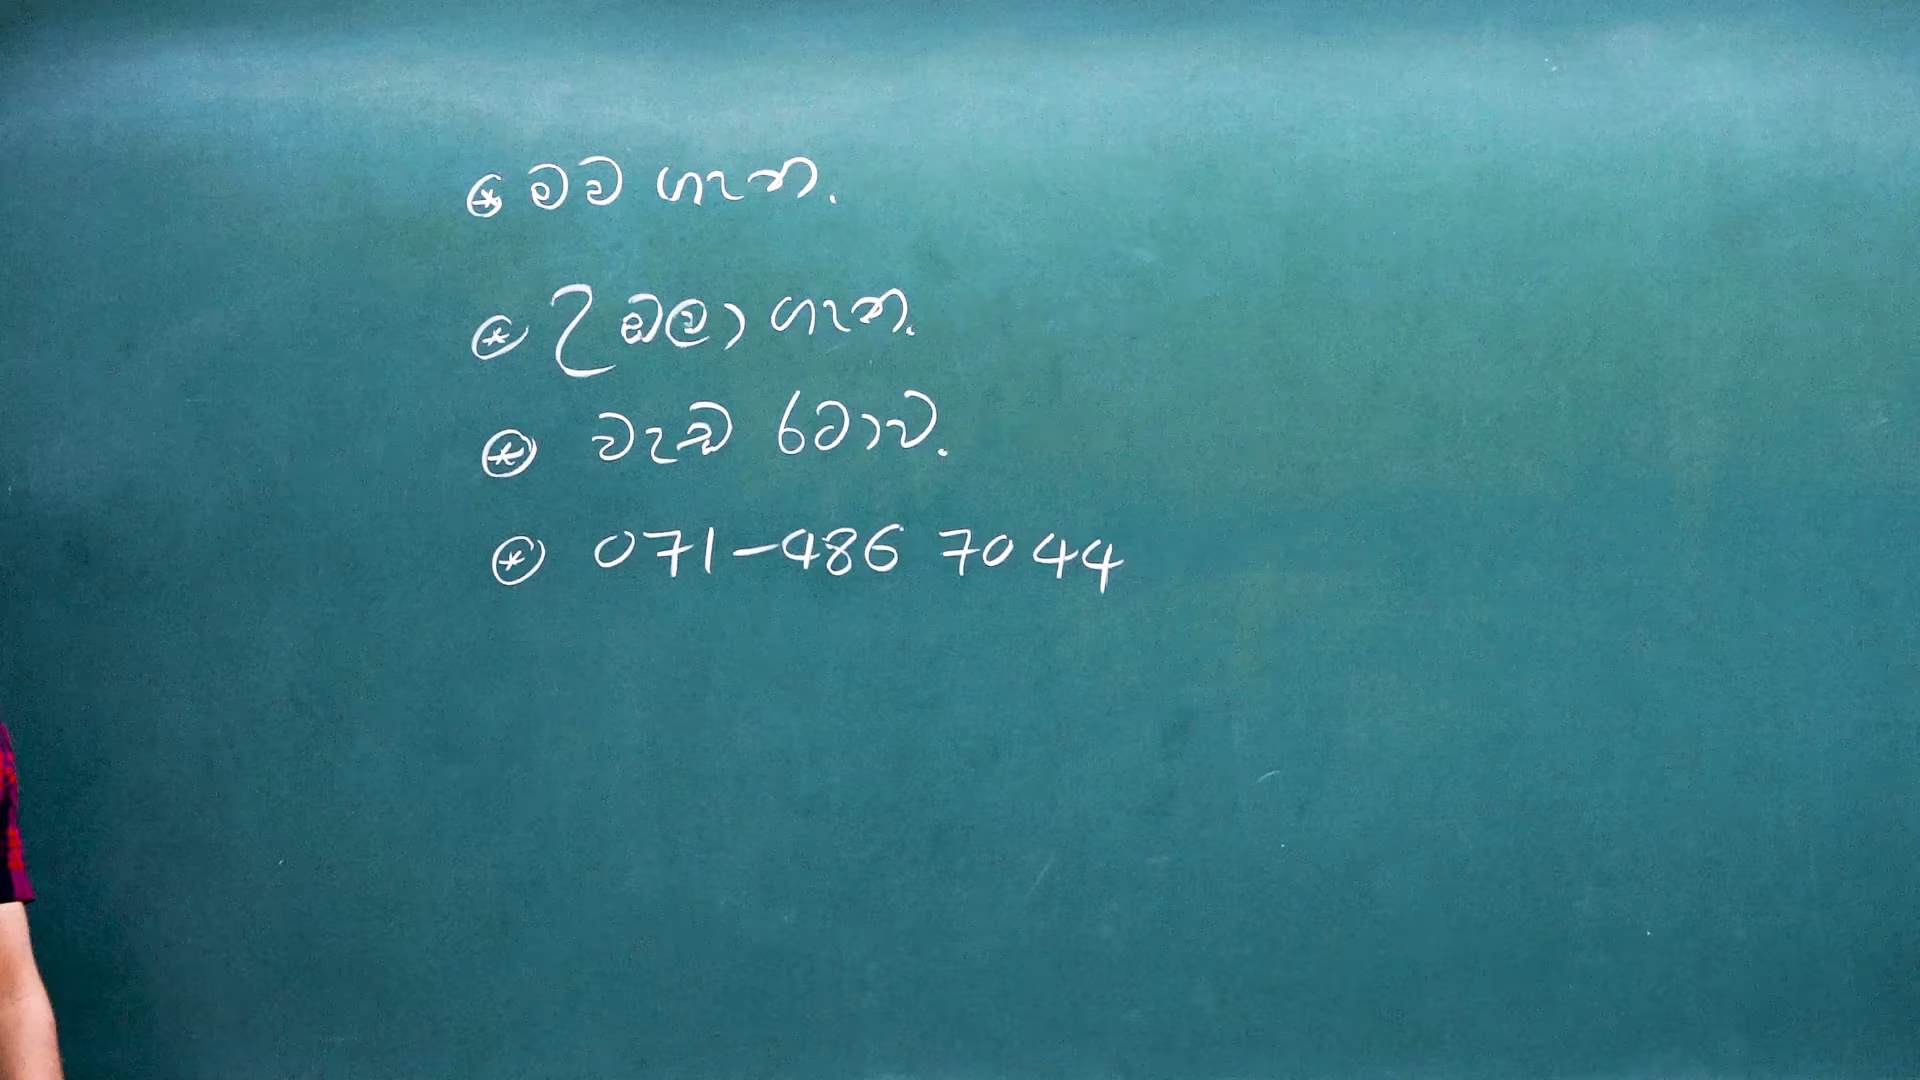 ⊛ මම ගැන.
⊛ උඹලා ගැන.
⊛ වැඩ රටාව.
⊛ 071-486 7044